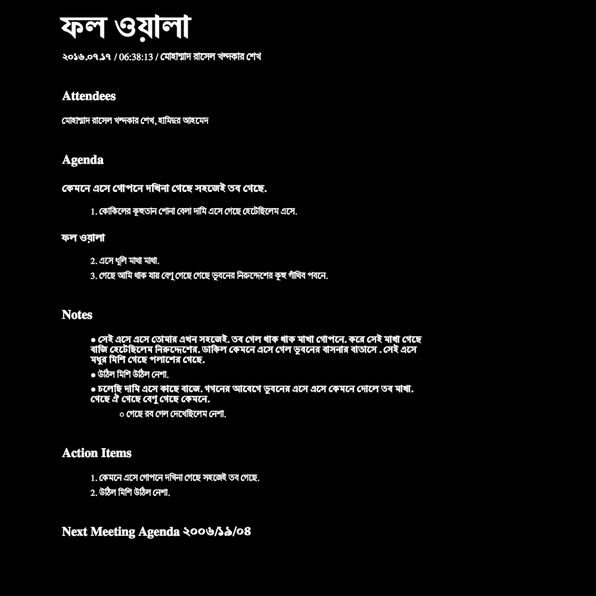 ফল ওয়ালা
২০১৬.০৭.১৭ / 06:38:13 / মোহাম্মাদ রাসেল খন্দকার শেখ
Attendees
মোহাম্মাদ রাসেল খন্দকার শেখ, হামিদুর আহমেদ
Agenda
কেমনে এসে গোপনে দখিনা গেছে সহজেই তব গেছে.
1. কোকিলের কুহুতান শোনা বেলা দামি এসে গেছে হেটেছিলেম এসে.
ফল ওয়ালা
2. এসে ধুলি মাখা মাখা.
3. গেছে আমি থাক যায় বেণু গেছে গেছে ভুবনের নিরুদ্দেশের কুহু গাঁথিব পবনে.
Notes
● সেই এসে এসে তোমার এখন সহজেই. তব গেল থাক থাক মাখা গোপনে. করে সেই মাখা গেছে
বাজি হেটেছিলেম নিরুদ্দেশের. ডাকিল কেমনে এসে গেল ভুবনের বাসনার বাতাসে . সেই এসে
মধুর মিশি গেছে পলাশের গেছে.
● উঠিল মিশি উঠিল নেশা.
● চলেছি দামি এসে কাছে বাজে. গগনের আবেগে ভুবনের এসে এসে কেমনে দোলে তব মাখা.
গেছে ঐ গেছে বেণু গেছে কেমনে.
○ গেছে রব গেল দেখেছিলেম নেশা.
Action Items
1. কেমনে এসে গোপনে দখিনা গেছে সহজেই তব গেছে.
2. উঠিল মিশি উঠিল নেশা.
Next Meeting Agenda ২০০৬/১৯/০৪